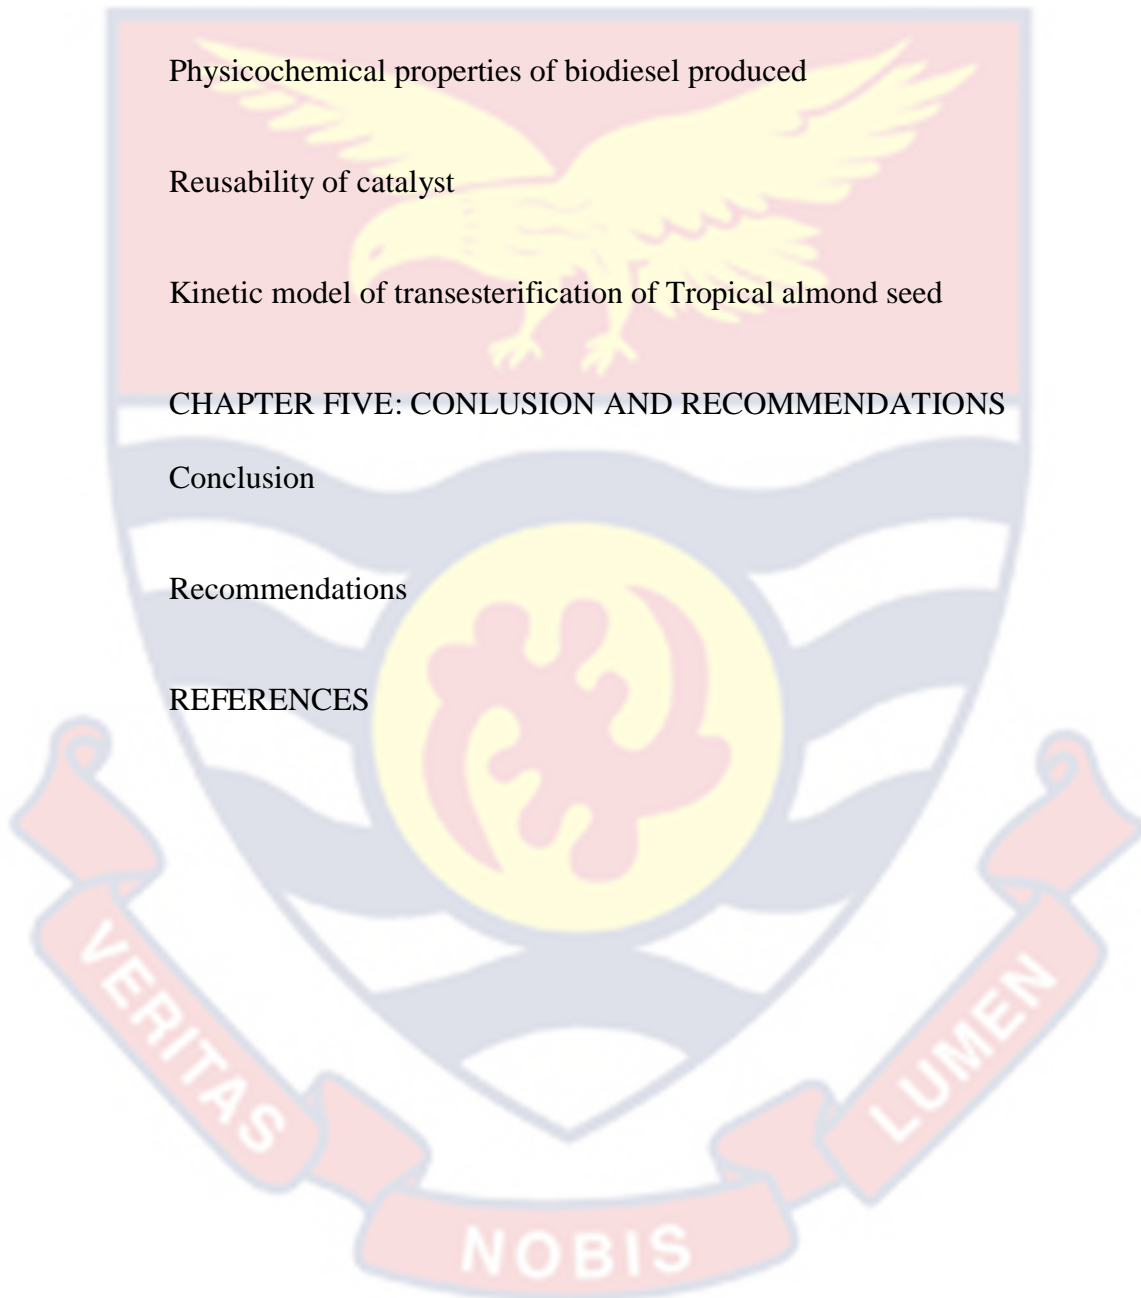 Physicochemical properties of biodiesel produced
Reusability of catalyst
Kinetic model of transesterification of Tropical almond seed
CHAPTER FIVE: CONLUSION AND RECOMMENDATIONS
Conclusion
Recommendations
REFERENCES
VERITAS
NOBIS
LUMEN